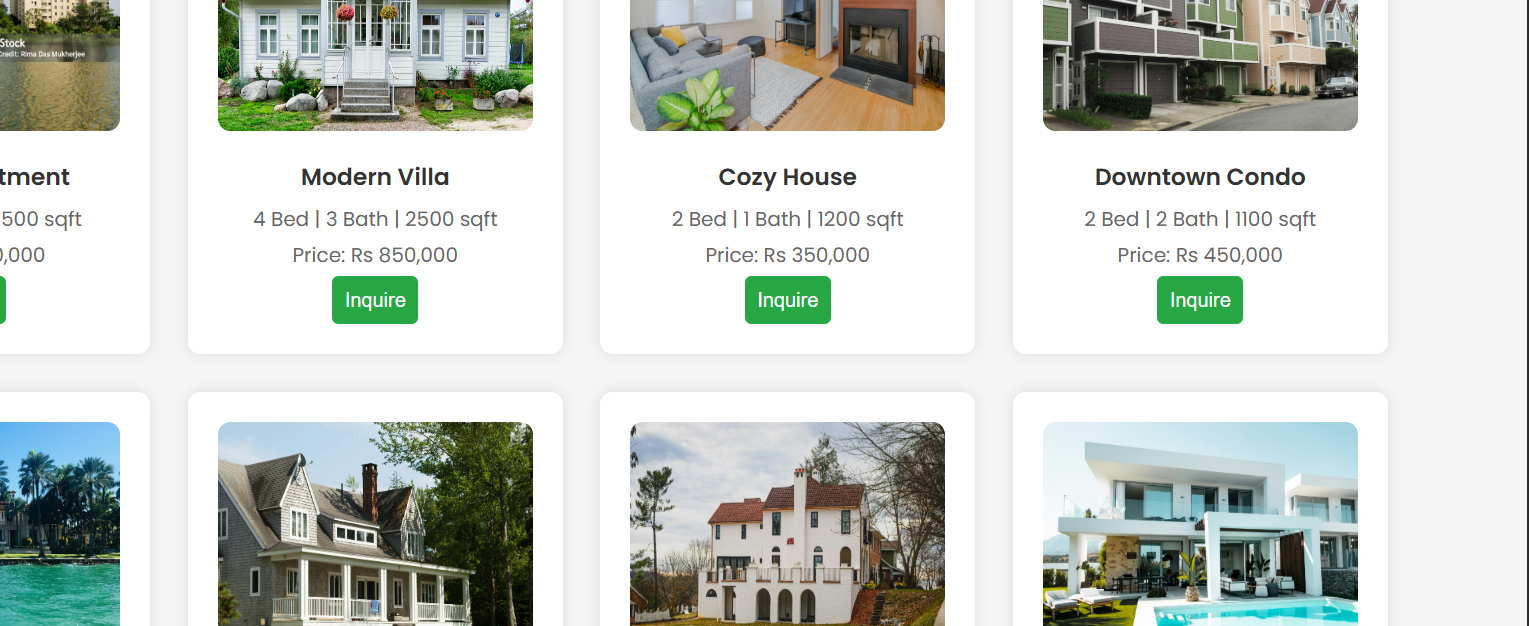 Stock
Credit: Rima Das Mukherjee
tment
500 sqft
0,000
Modern Villa
4 Bed | 3 Bath | 2500 sqft
Price: Rs 850,000
Inquire
Cozy House
2 Bed | 1 Bath | 1200 sqft
Price: Rs 350,000
Inquire
Downtown Condo
2 Bed | 2 Bath | 1100 sqft
Price: Rs 450,000
Inquire